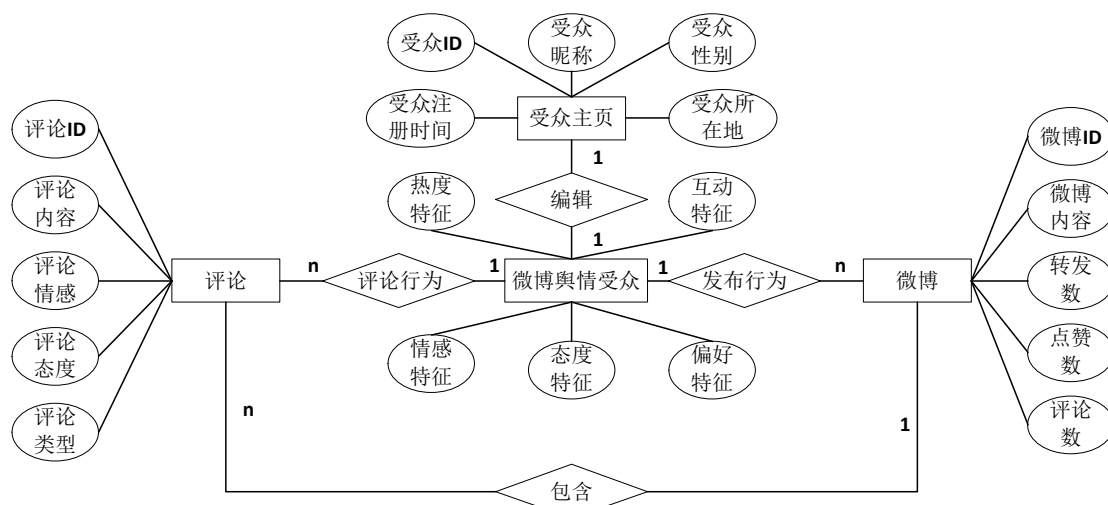 受众ID
受众
昵称
受众
性别
受众注
册时间
受众主页
受众所
在地
评论ID
微博ID
1
热度
特征
编辑
互动
特征
评论
内容
微博
内容
1
评论
情感
评论
n
评论行为
1
微博舆情受众
1
发布行为
n
微博
转发
数
评论
态度
情感
特征
态度
特征
偏好
特征
点赞
数
评论
类型
n
1
评论
数
包含